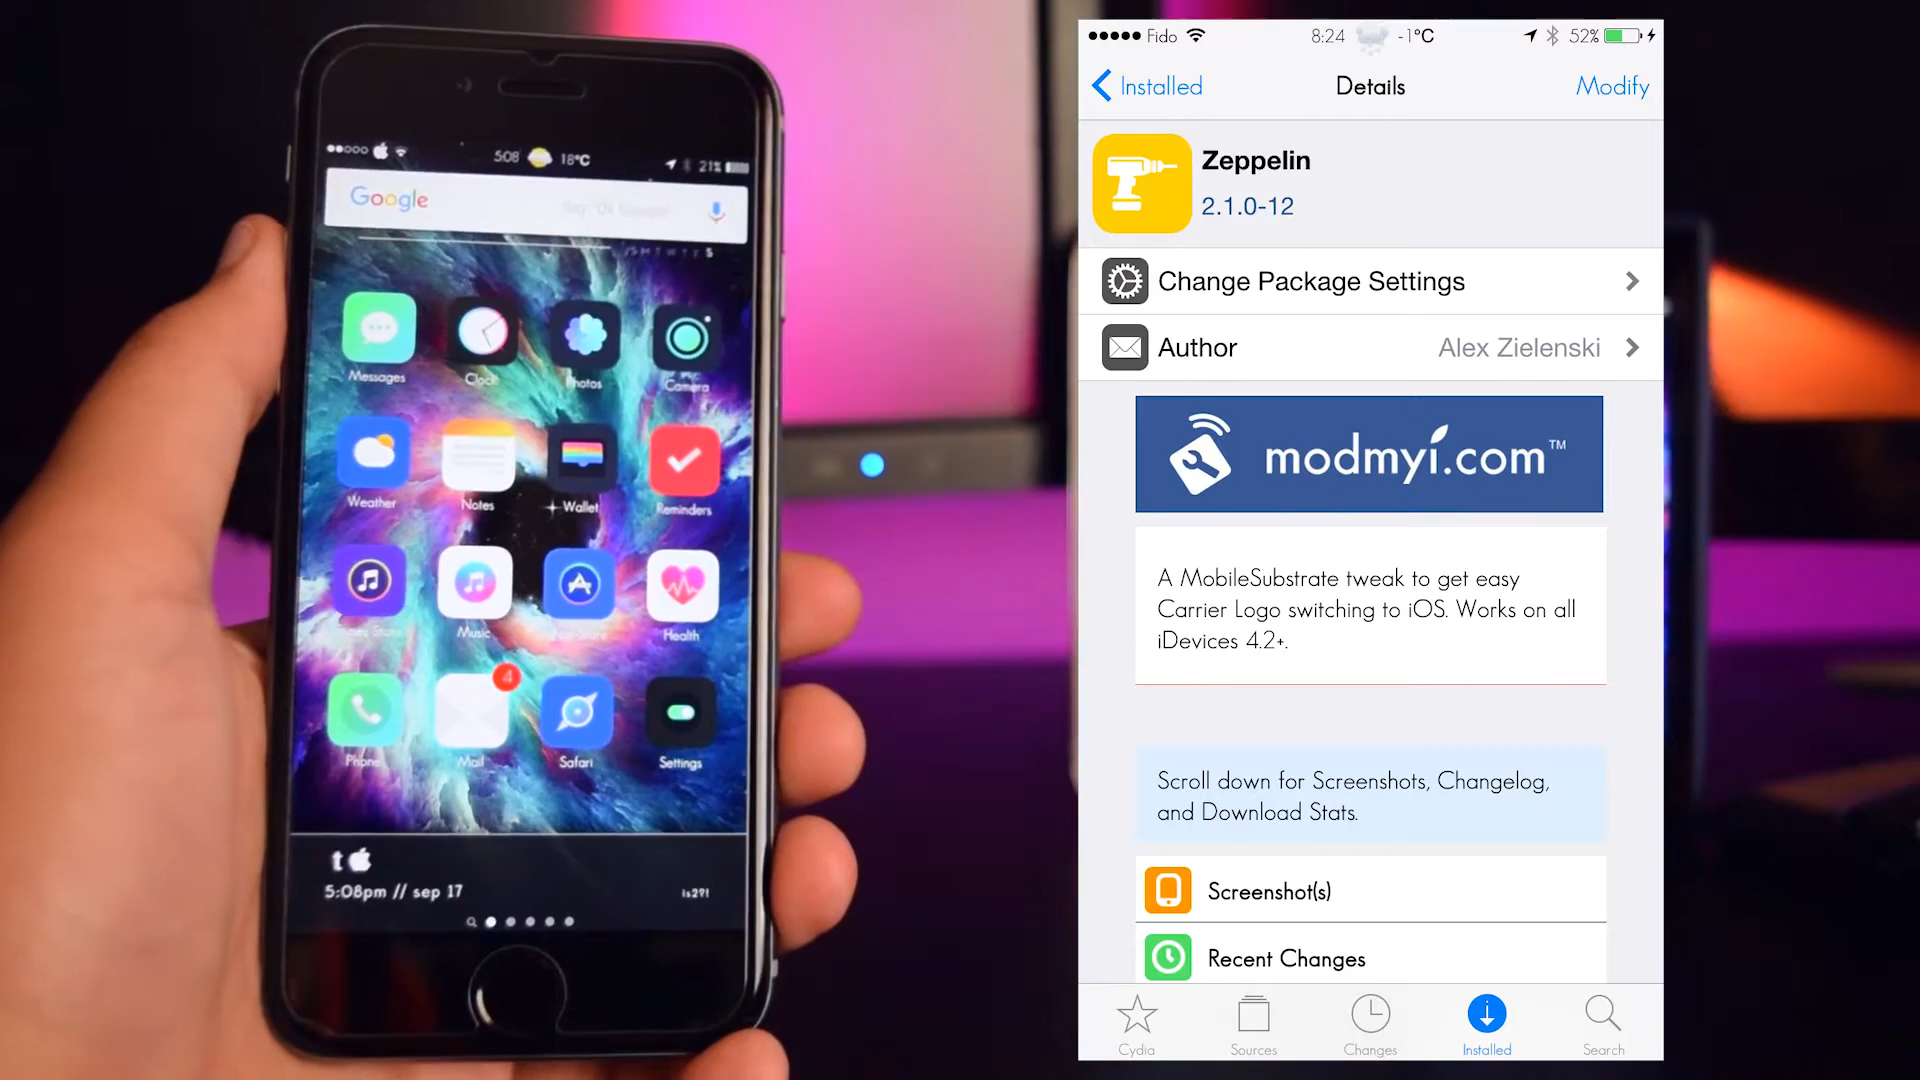 5:08 18°C 21%
Google
S M T W T F S
Messages Clock Photos Camera
Weather Notes Wallet Reminders
Music Health
4
Phone Mail Safari Settings
t
5:08pm // sep 17
Fido 8:24 -1°C 52%
Installed Details Modify
Zeppelin
2.1.0-12
Change Package Settings
Author Alex Zielenski
modmyi.com™
A MobileSubstrate tweak to get easy
Carrier Logo switching to iOS. Works on all
iDevices 4.2+.
Scroll down for Screenshots, Changelog,
and Download Stats.
Screenshot(s)
Recent Changes
Cydia Sources Changes Installed Search